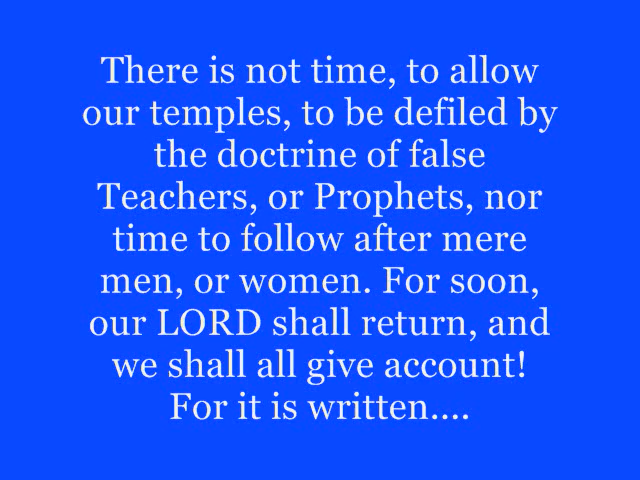 There is not time, to allow
our temples, to be defiled by
the doctrine of false
Teachers, or Prophets, nor
time to follow after mere
men, or women. For soon,
our LORD shall return, and
we shall all give account!
For it is written....